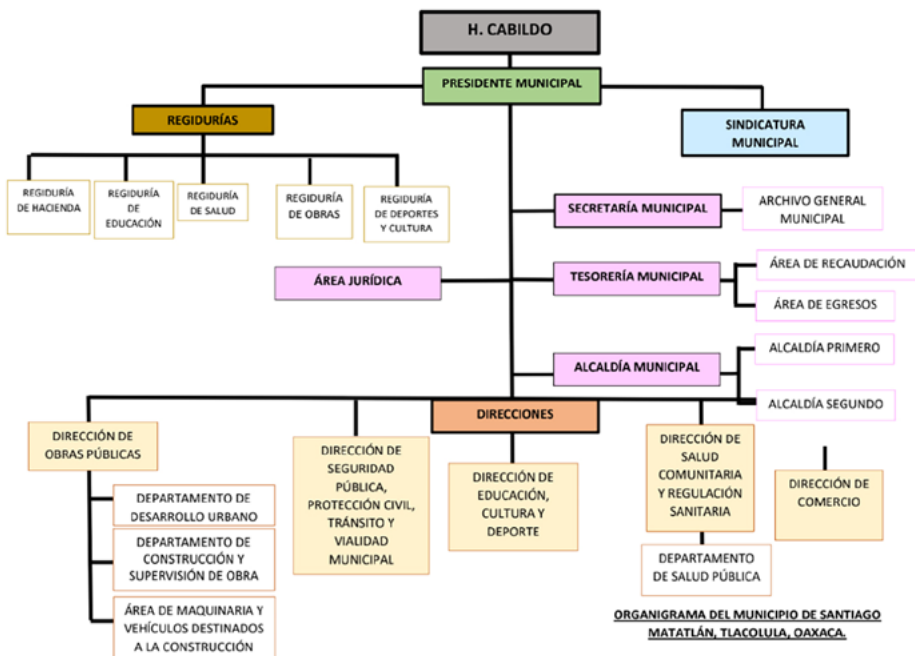 H. CABILDO
PRESIDENTE MUNICIPAL
REGIDURÍAS
SINDICATURA
MUNICIPAL
REGIDURÍA
DE HACIENDA
REGIDURÍA
DE
EDUCACIÓN
REGIDURÍA
DE SALUD
REGIDURÍA
DE OBRAS
REGIDURÍA
DE DEPORTES
Y CULTURA
SECRETARÍA MUNICIPAL
ARCHIVO GENERAL
MUNICIPAL
ÁREA JURÍDICA
TESORERÍA MUNICIPAL
ÁREA DE RECAUDACIÓN
ÁREA DE EGRESOS
ALCALDÍA MUNICIPAL
ALCALDÍA PRIMERO
ALCALDÍA SEGUNDO
DIRECCIONES
DIRECCIÓN DE
OBRAS PÚBLICAS
DEPARTAMENTO DE
DESARROLLO URBANO
DEPARTAMENTO DE
CONSTRUCCIÓN Y
SUPERVISIÓN DE OBRA
ÁREA DE MAQUINARIA Y
VEHÍCULOS DESTINADOS
A LA CONSTRUCCIÓN
DIRECCIÓN DE
SEGURIDAD
PÚBLICA,
PROTECCIÓN CIVIL,
TRÁNSITO Y
VIALIDAD
MUNICIPAL
DIRECCIÓN DE
EDUCACIÓN,
CULTURA Y
DEPORTE
DIRECCIÓN DE
SALUD
COMUNITARIA
Y REGULACIÓN
SANITARIA
DEPARTAMENTO
DE SALUD PÚBLICA
DIRECCIÓN DE
COMERCIO
ORGANIGRAMA DEL MUNICIPIO DE SANTIAGO
MATATLÁN, TLACOLULA, OAXACA.